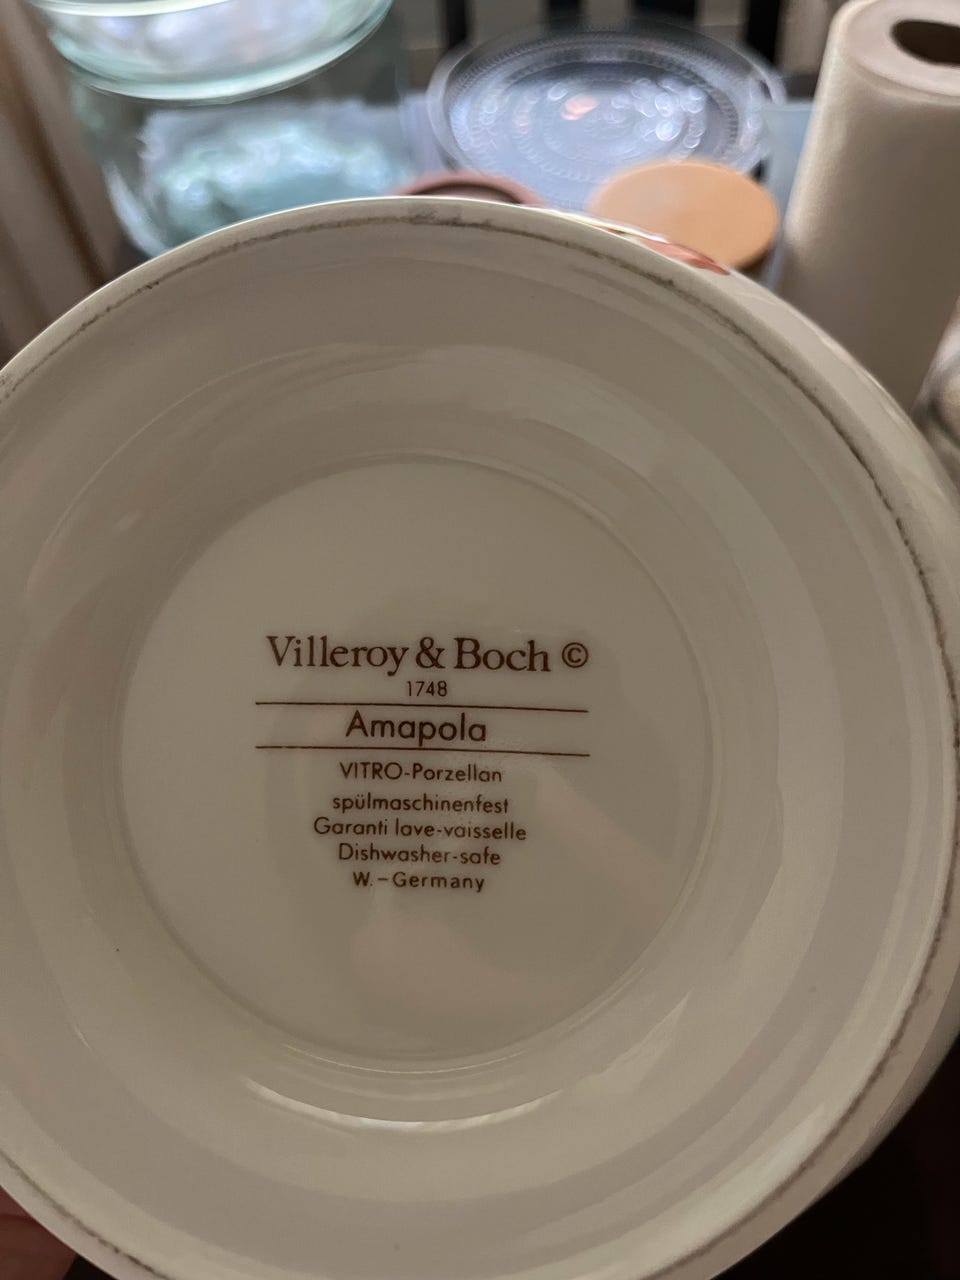 Villeroy & Boch ©
1748
Amapola
VITRO-Porzellan
spülmaschinenfest
Garanti lave-vaisselle
Dishwasher-safe
W.-Germany